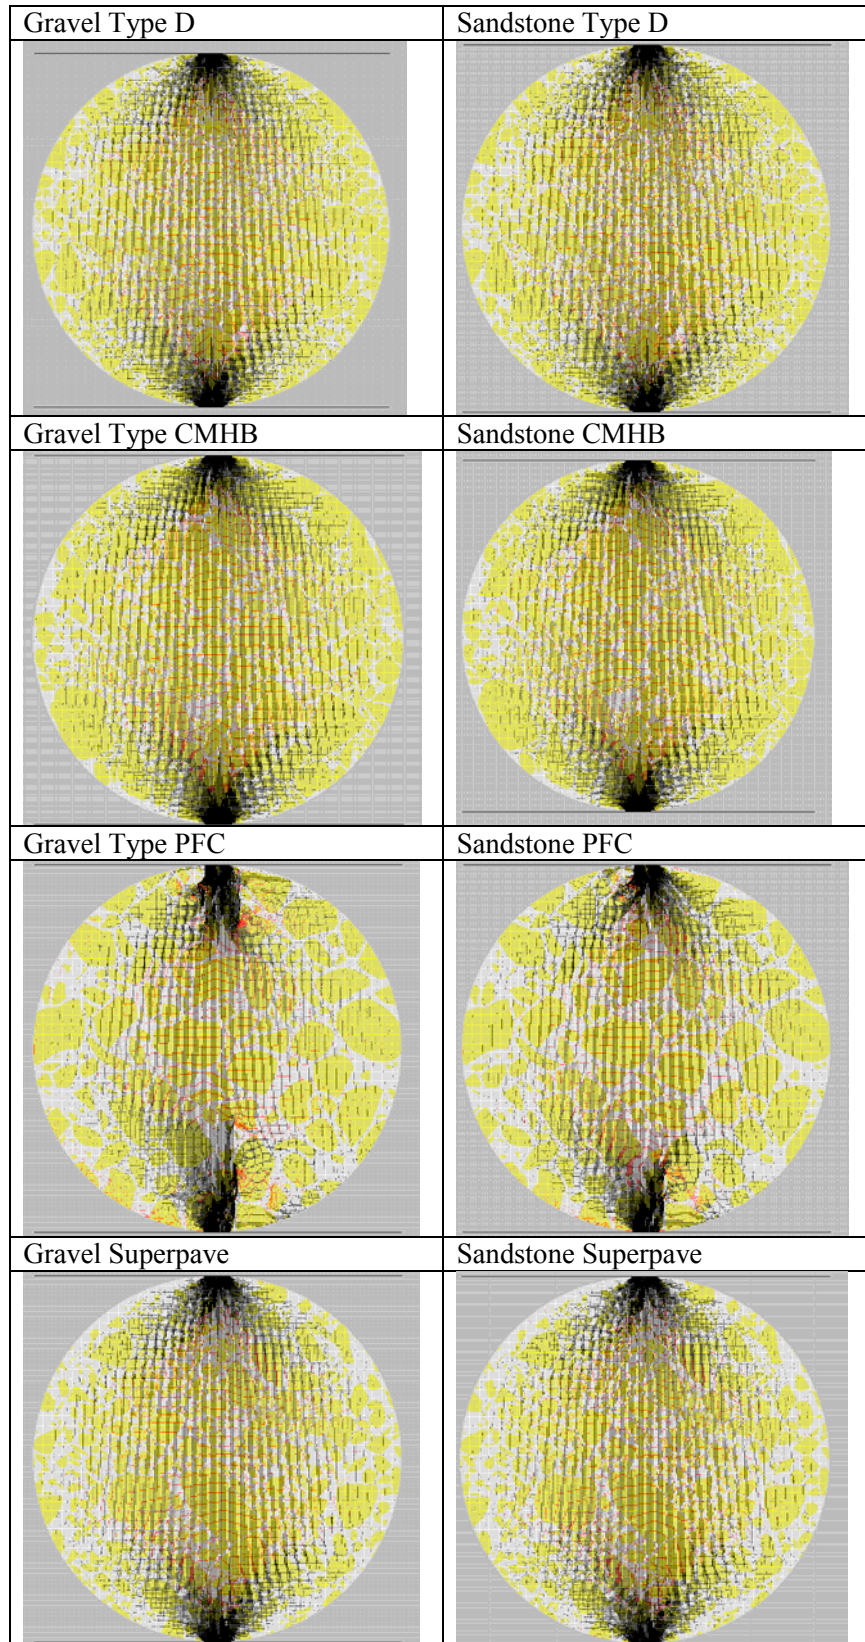 Gravel Type D
Sandstone Type D
Gravel Type CMHB
Sandstone CMHB
Gravel Type PFC
Sandstone PFC
Gravel Superpave
Sandstone Superpave